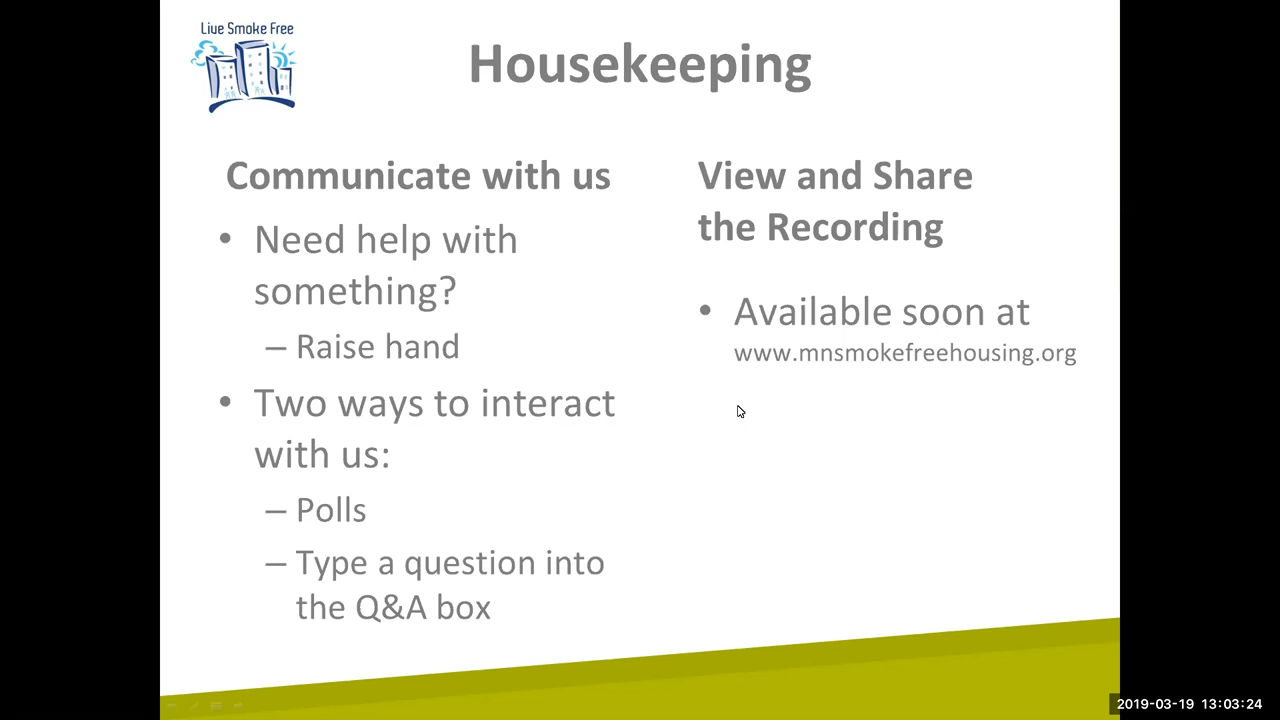 Live Smoke Free
Housekeeping
Communicate with us
• Need help with
something?
– Raise hand
• Two ways to interact
with us:
– Polls
– Type a question into
the Q&A box
View and Share
the Recording
• Available soon at
www.mnsmokefreehousing.org
2019-03-19 13:03:24